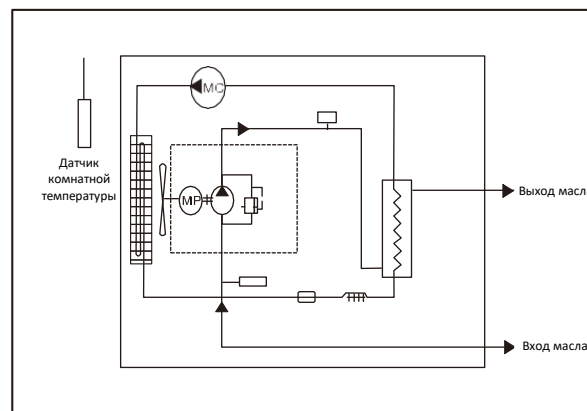 MC
Датчик
комнатной
температуры
MP
Выход масл
Вход масла